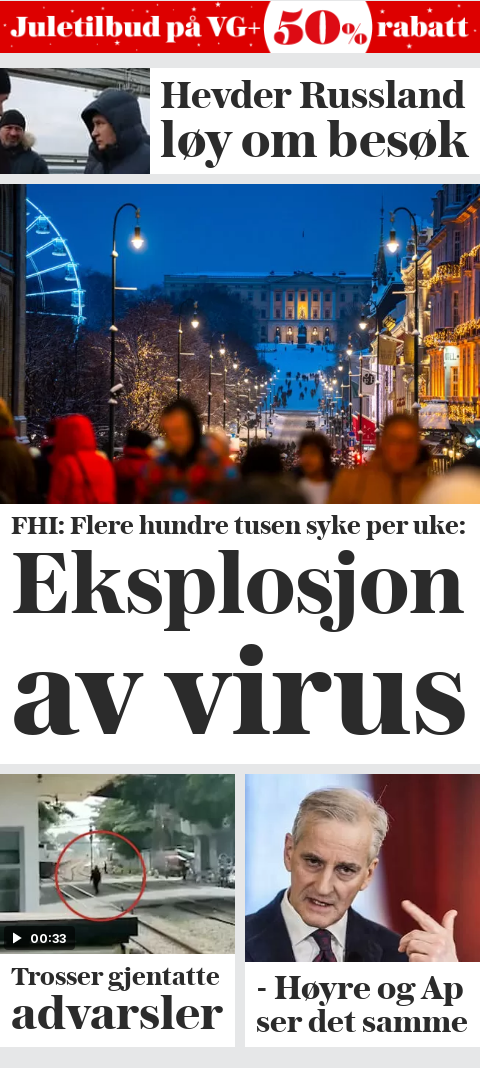 Juletilbud på VG+ 50% rabatt
Hevder Russland
løy om besøk
FHI: Flere hundre tusen syke per uke:
Eksplosjon
av virus
00:33
Trosser gjentatte
advarsler
- Høyre og Ap
ser det samme